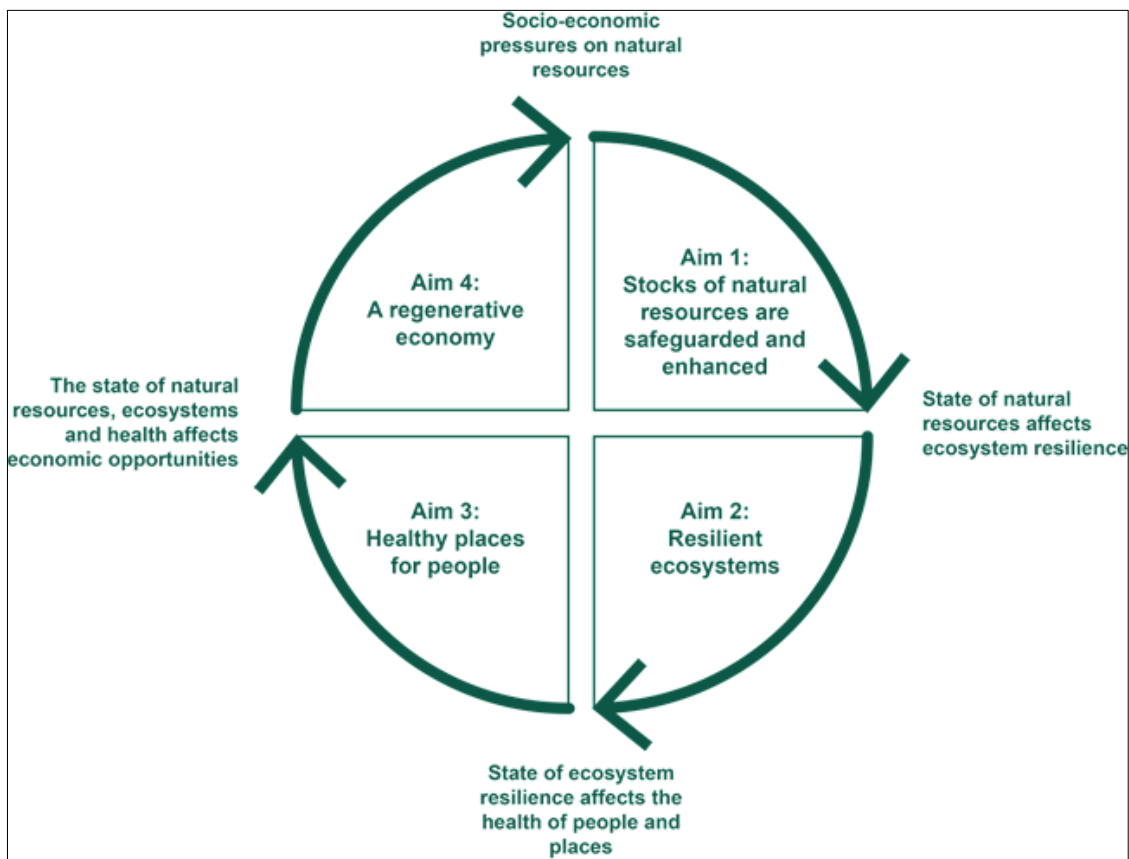 Socio-economic
pressures on natural
resources
Aim 4:
A regenerative
economy
Aim 1:
Stocks of natural
resources are
safeguarded and
enhanced
The state of natural
resources, ecosystems
and health affects
economic opportunities
State of natural
resources affects
ecosystem resilience
Aim 3:
Healthy places
for people
Aim 2:
Resilient
ecosystems
State of ecosystem
resilience affects the
health of people and
places